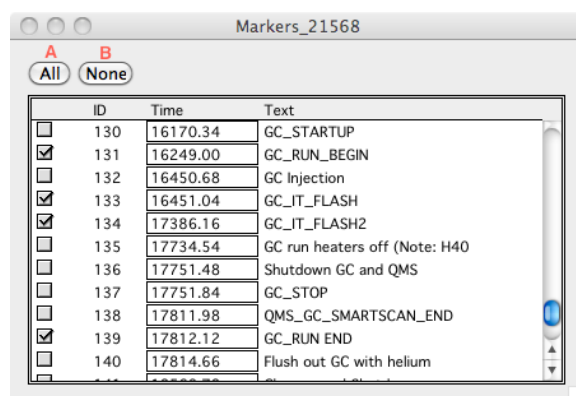 Markers_21568
A B
All None
ID Time Text
130 16170.34 GC_STARTUP
131 16249.00 GC_RUN_BEGIN
132 16450.68 GC Injection
133 16451.04 GC_IT_FLASH
134 17386.16 GC_IT_FLASH2
135 17734.54 GC run heaters off (Note: H40
136 17751.48 Shutdown GC and QMS
137 17751.84 GC_STOP
138 17811.98 QMS_GC_SMARTSCAN_END
139 17812.12 GC_RUN END
140 17814.66 Flush out GC with helium